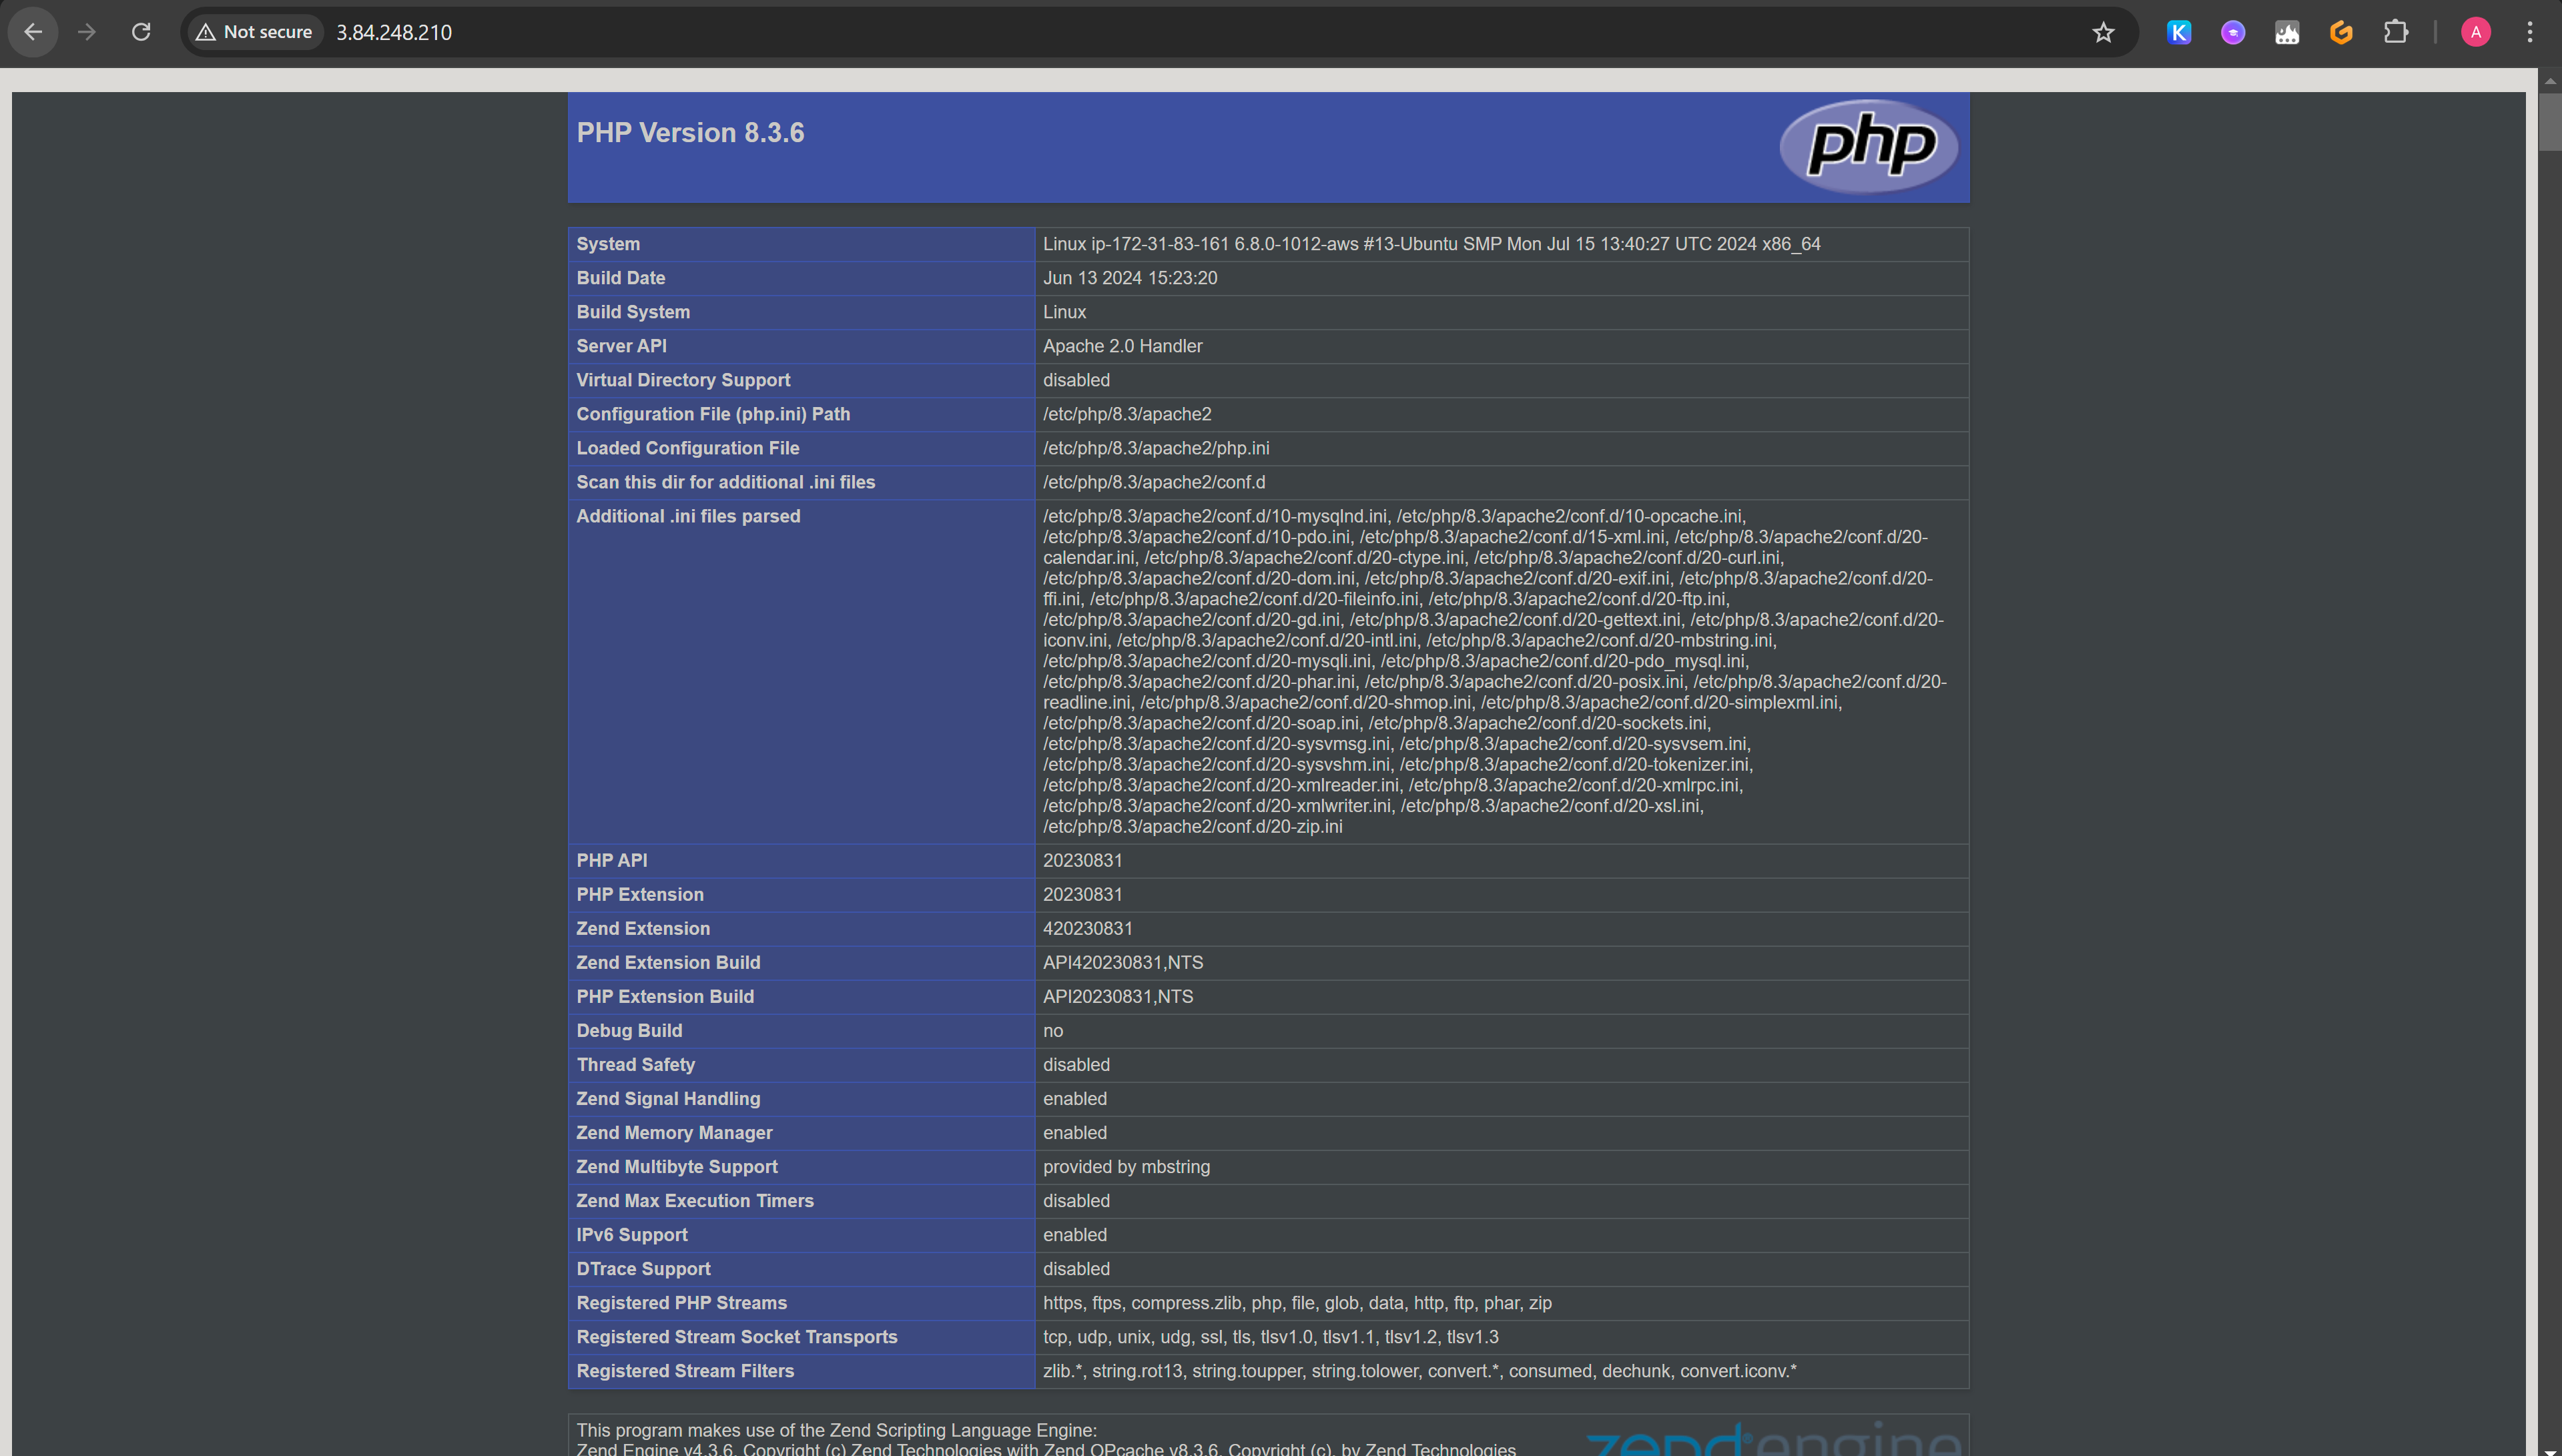 Not secure 3.84.248.210
K
A
PHP Version 8.3.6
php
System Linux ip-172-31-83-161 6.8.0-1012-aws #13-Ubuntu SMP Mon Jul 15 13:40:27 UTC 2024 x86_64
Build Date Jun 13 2024 15:23:20
Build System Linux
Server API Apache 2.0 Handler
Virtual Directory Support disabled
Configuration File (php.ini) Path /etc/php/8.3/apache2
Loaded Configuration File /etc/php/8.3/apache2/php.ini
Scan this dir for additional .ini files /etc/php/8.3/apache2/conf.d
Additional .ini files parsed /etc/php/8.3/apache2/conf.d/10-mysqlnd.ini, /etc/php/8.3/apache2/conf.d/10-opcache.ini,
/etc/php/8.3/apache2/conf.d/10-pdo.ini, /etc/php/8.3/apache2/conf.d/15-xml.ini, /etc/php/8.3/apache2/conf.d/20-
calendar.ini, /etc/php/8.3/apache2/conf.d/20-ctype.ini, /etc/php/8.3/apache2/conf.d/20-curl.ini,
/etc/php/8.3/apache2/conf.d/20-dom.ini, /etc/php/8.3/apache2/conf.d/20-exif.ini, /etc/php/8.3/apache2/conf.d/20-
ffi.ini, /etc/php/8.3/apache2/conf.d/20-fileinfo.ini, /etc/php/8.3/apache2/conf.d/20-ftp.ini,
/etc/php/8.3/apache2/conf.d/20-gd.ini, /etc/php/8.3/apache2/conf.d/20-gettext.ini, /etc/php/8.3/apache2/conf.d/20-
iconv.ini, /etc/php/8.3/apache2/conf.d/20-intl.ini, /etc/php/8.3/apache2/conf.d/20-mbstring.ini,
/etc/php/8.3/apache2/conf.d/20-mysqli.ini, /etc/php/8.3/apache2/conf.d/20-pdo_mysql.ini,
/etc/php/8.3/apache2/conf.d/20-phar.ini, /etc/php/8.3/apache2/conf.d/20-posix.ini, /etc/php/8.3/apache2/conf.d/20-
readline.ini, /etc/php/8.3/apache2/conf.d/20-shmop.ini, /etc/php/8.3/apache2/conf.d/20-simplexml.ini,
/etc/php/8.3/apache2/conf.d/20-soap.ini, /etc/php/8.3/apache2/conf.d/20-sockets.ini,
/etc/php/8.3/apache2/conf.d/20-sysvmsg.ini, /etc/php/8.3/apache2/conf.d/20-sysvsem.ini,
/etc/php/8.3/apache2/conf.d/20-sysvshm.ini, /etc/php/8.3/apache2/conf.d/20-tokenizer.ini,
/etc/php/8.3/apache2/conf.d/20-xmlreader.ini, /etc/php/8.3/apache2/conf.d/20-xmlrpc.ini,
/etc/php/8.3/apache2/conf.d/20-xmlwriter.ini, /etc/php/8.3/apache2/conf.d/20-xsl.ini,
/etc/php/8.3/apache2/conf.d/20-zip.ini
PHP API 20230831
PHP Extension 20230831
Zend Extension 420230831
Zend Extension Build API420230831,NTS
PHP Extension Build API20230831,NTS
Debug Build no
Thread Safety disabled
Zend Signal Handling enabled
Zend Memory Manager enabled
Zend Multibyte Support provided by mbstring
Zend Max Execution Timers disabled
IPv6 Support enabled
DTrace Support disabled
Registered PHP Streams https, ftps, compress.zlib, php, file, glob, data, http, ftp, phar, zip
Registered Stream Socket Transports tcp, udp, unix, udg, ssl, tls, tlsv1.0, tlsv1.1, tlsv1.2, tlsv1.3
Registered Stream Filters zlib.*, string.rot13, string.toupper, string.tolower, convert.*, consumed, dechunk, convert.iconv.*
This program makes use of the Zend Scripting Language Engine:
Zend Engine v4.3.6, Copyright (c) Zend Technologies with Zend OPcache v8.3.6, Copyright (c), by Zend Technologies
zend engine